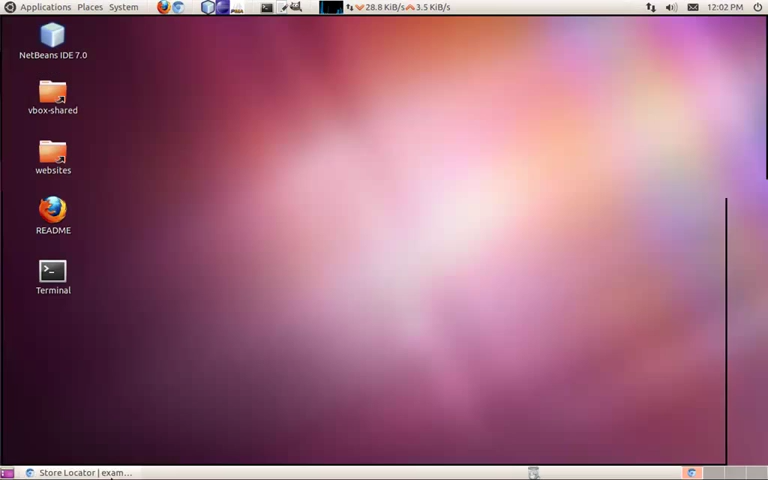 Applications Places System 28.8 KiB/s 3.5 KiB/s 12:02 PM
NetBeans IDE 7.0
vbox-shared
websites
README
Terminal
Store Locator | exam...